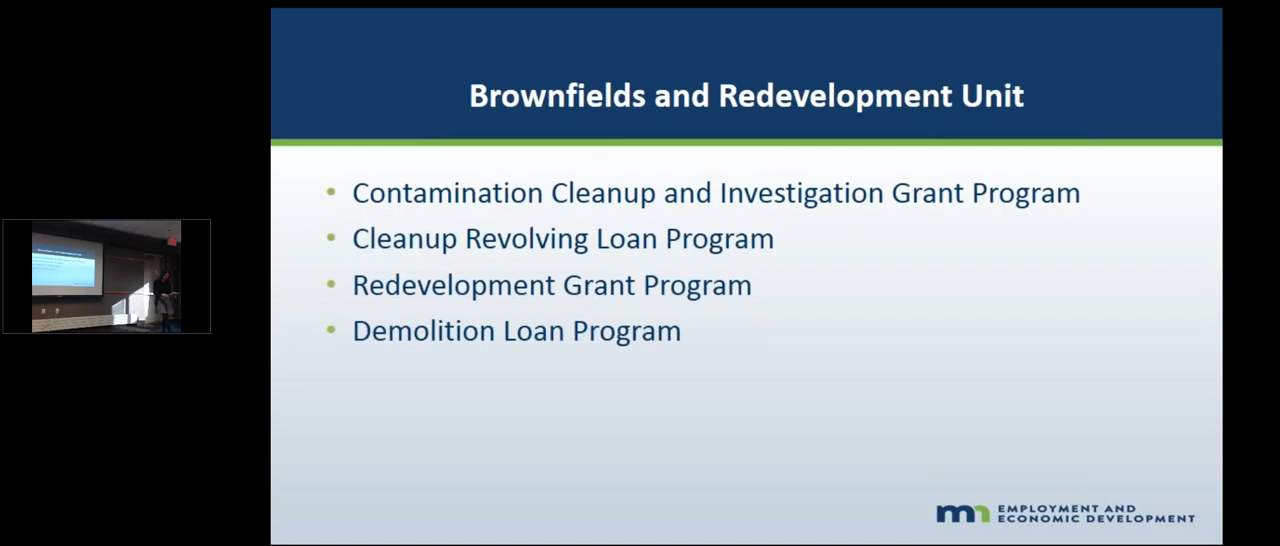 Brownfields and Redevelopment Unit
• Contamination Cleanup and Investigation Grant Program
• Cleanup Revolving Loan Program
• Redevelopment Grant Program
• Demolition Loan Program
mn EMPLOYMENT AND
ECONOMIC DEVELOPMENT